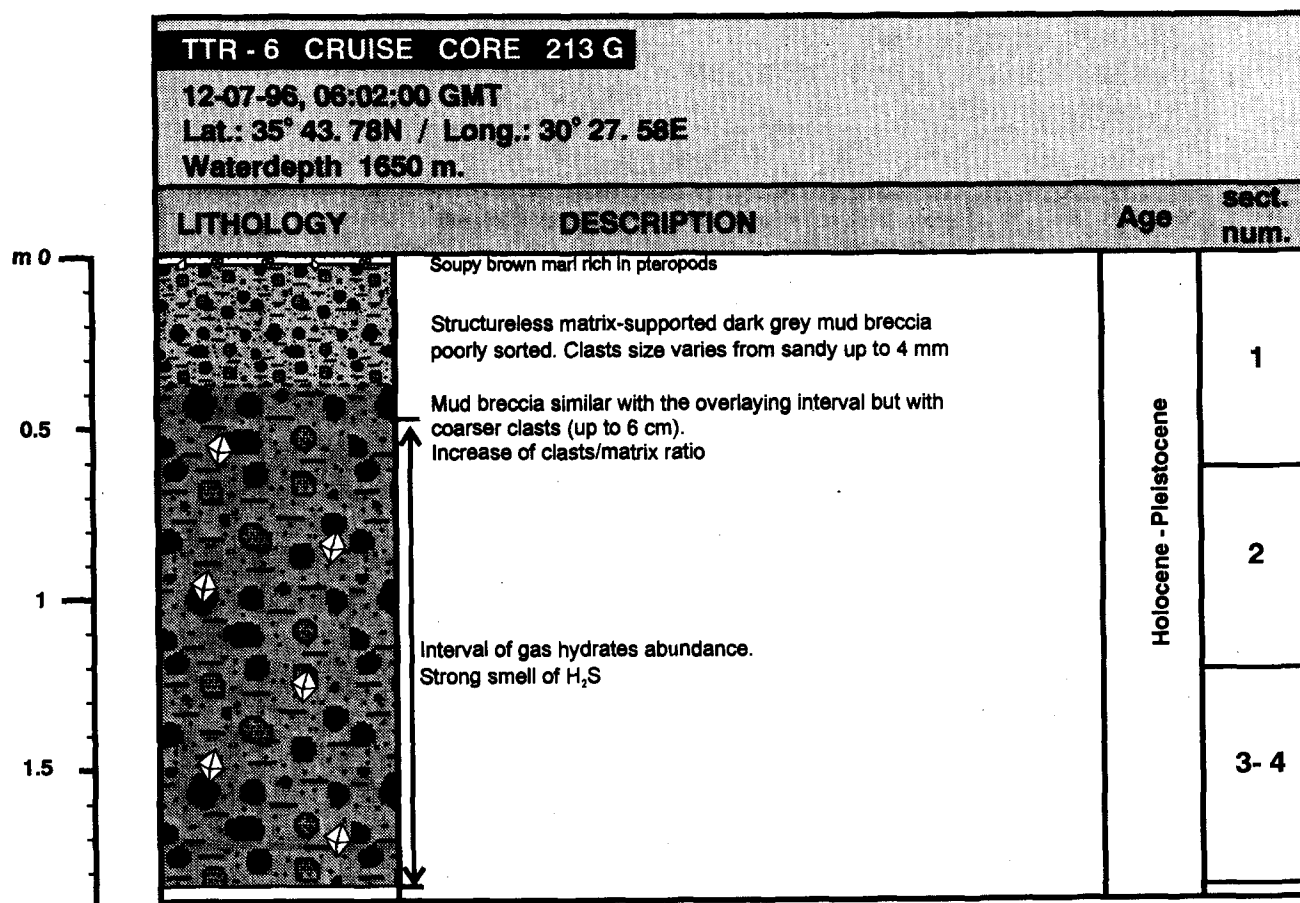 TTR - 6 CRUISE CORE 213 G
12-07-96, 06:02:00 GMT
Lat.: 35° 43. 78N / Long.: 30° 27. 58E
Waterdepth 1650 m.
LITHOLOGY DESCRIPTION Age sect. num.
m 0
Soupy brown marl rich in pteropods
Structureless matrix-supported dark grey mud breccia
poorly sorted. Clasts size varies from sandy up to 4 mm
1
Mud breccia similar with the overlaying interval but with
coarser clasts (up to 6 cm).
Increase of clasts/matrix ratio
0.5
Holocene - Pleistocene
2
1
Interval of gas hydrates abundance.
Strong smell of H₂S
1.5
3- 4